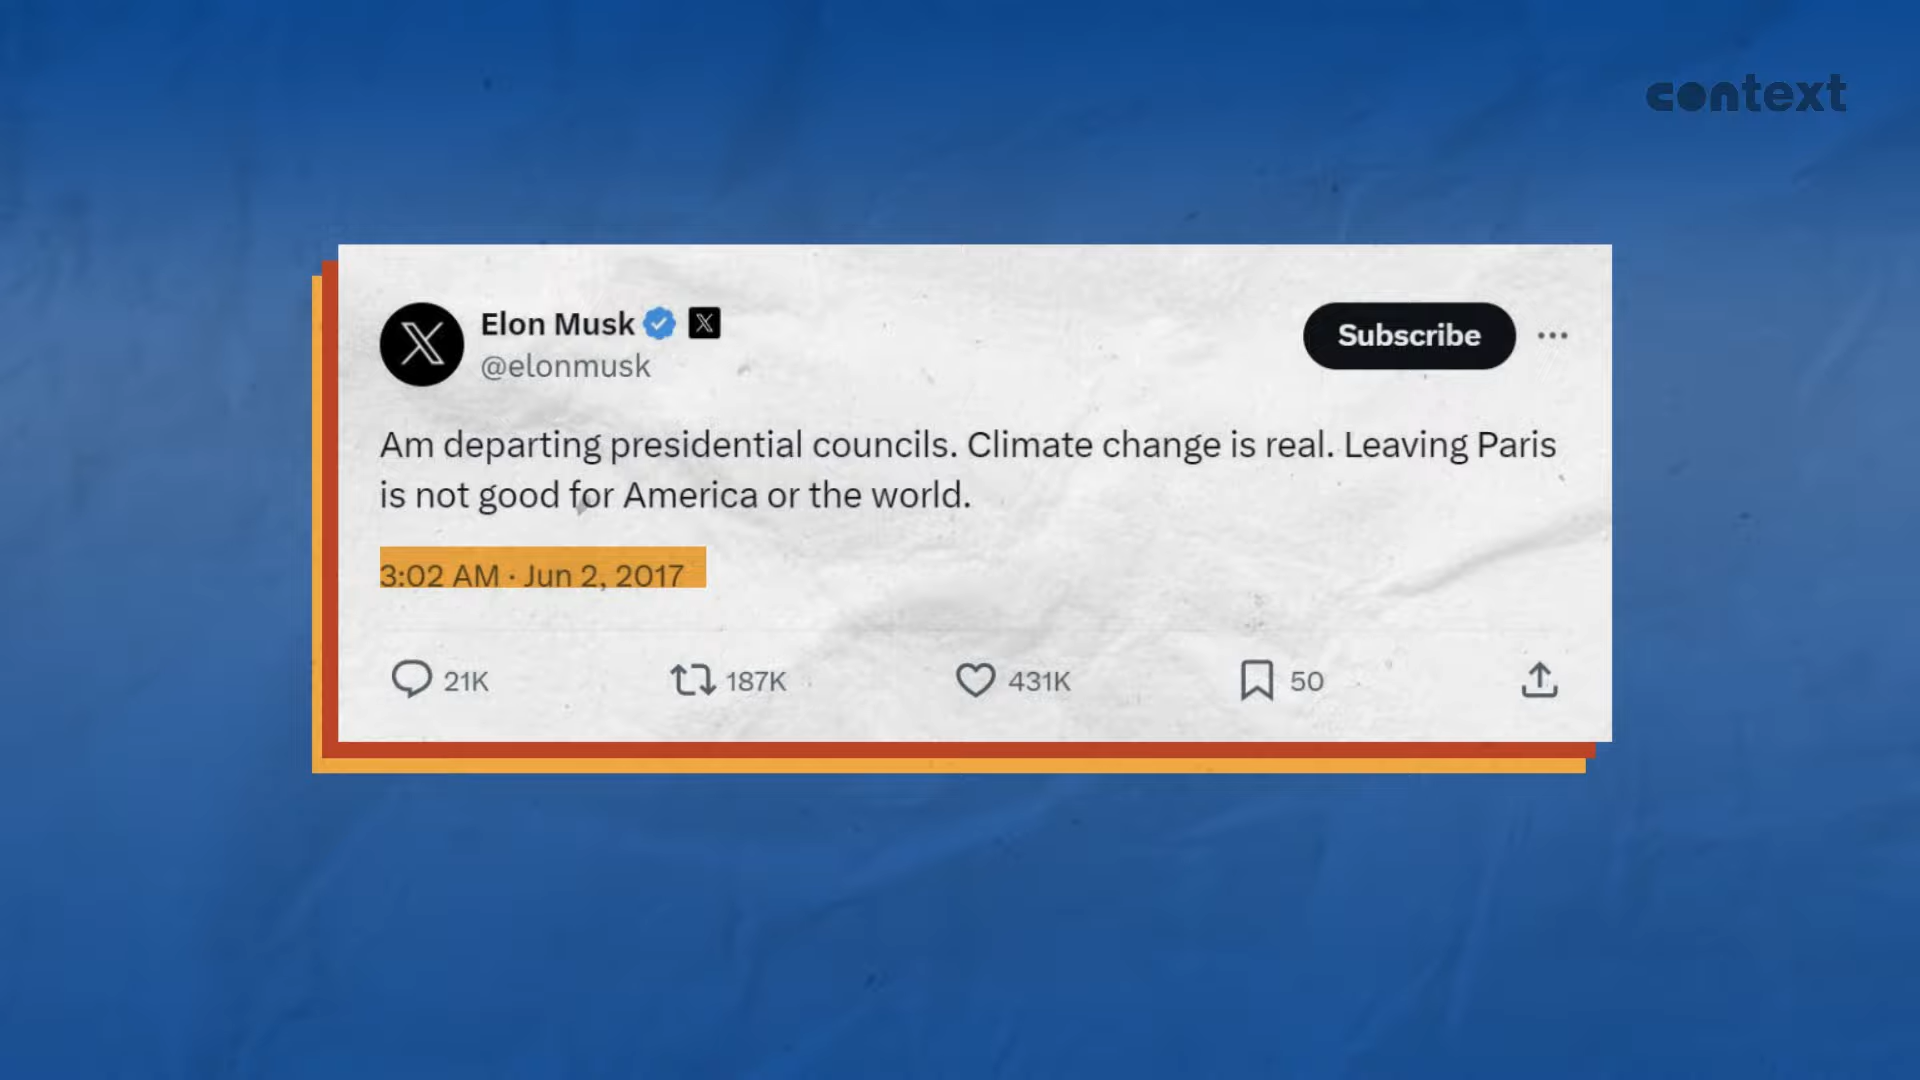 context
Elon Musk
@elonmusk
Subscribe
Am departing presidential councils. Climate change is real. Leaving Paris
is not good for America or the world.
3:02 AM · Jun 2, 2017
21K
187K
431K
50